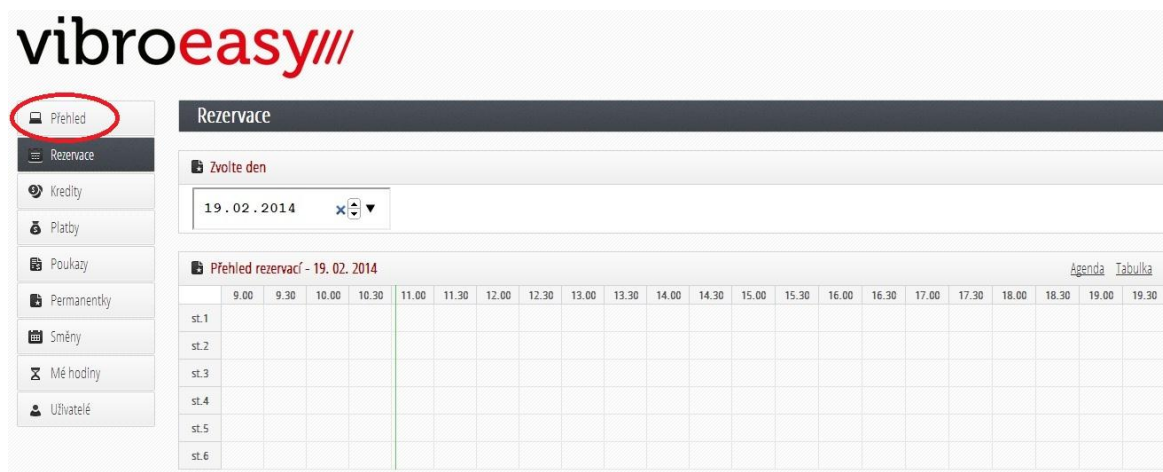 vibroeasy
Přehled
Rezervace
Kredity
Platby
Poukazy
Permanentky
Směny
Mé hodiny
Uživatelé
Rezervace
Zvolte den
19.02.2014
Přehled rezervací - 19. 02. 2014 Agenda Tabulka
9.00 9.30 10.00 10.30 11.00 11.30 12.00 12.30 13.00 13.30 14.00 14.30 15.00 15.30 16.00 16.30 17.00 17.30 18.00 18.30 19.00 19.30
st.1
st.2
st.3
st.4
st.5
st.6